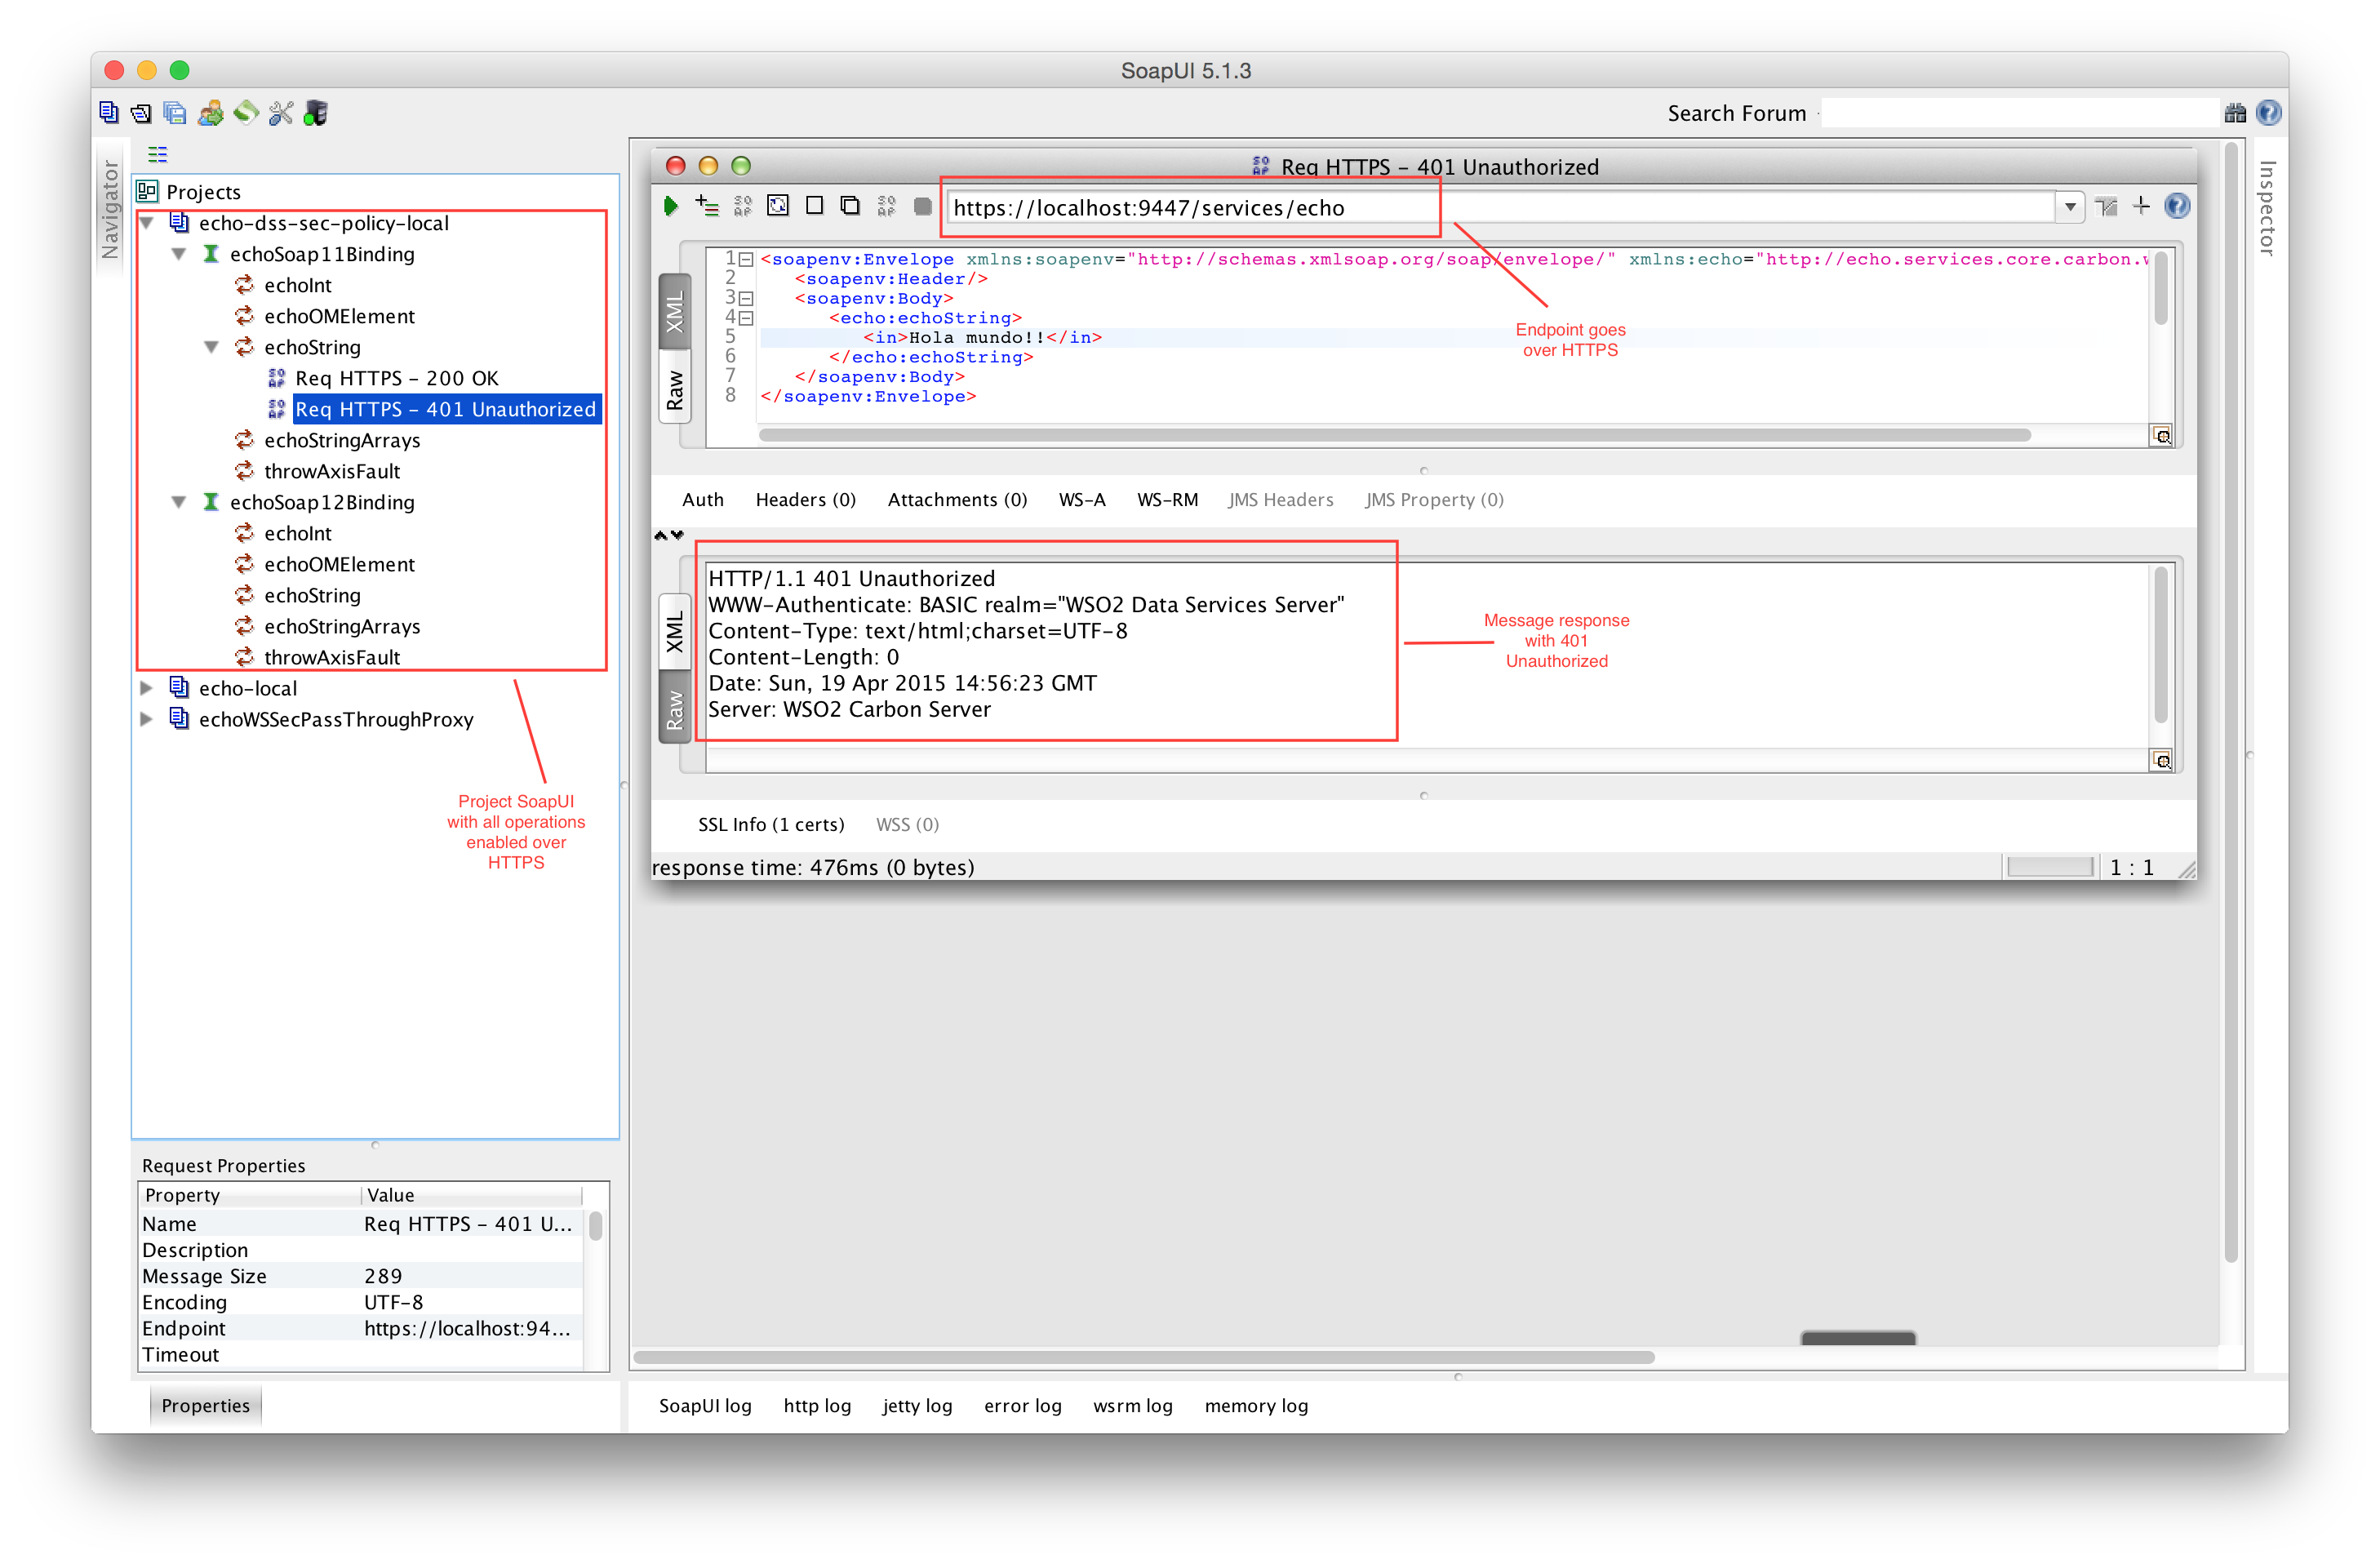 SoapUI 5.1.3
Search Forum
Navigator
Projects
echo-dss-sec-policy-local
echoSoap11Binding
echoInt
echoOMElement
echoString
Req HTTPS - 200 OK
Req HTTPS - 401 Unauthorized
echoStringArrays
throwAxisFault
echoSoap12Binding
echoInt
echoOMElement
echoString
echoStringArrays
throwAxisFault
echo-local
echoWSSecPassThroughProxy
Project SoapUI
with all operations
enabled over
HTTPS
Request Properties
Property Value
Name Req HTTPS - 401 U...
Description
Message Size 289
Encoding UTF-8
Endpoint https://localhost:94...
Timeout
Properties
Req HTTPS - 401 Unauthorized
https://localhost:9447/services/echo
XML
Raw
1 <soapenv:Envelope xmlns:soapenv="http://schemas.xmlsoap.org/soap/envelope/" xmlns:echo="http://echo.services.core.carbon.w
2 <soapenv:Header/>
3 <soapenv:Body>
4 <echo:echoString>
5 <in>Hola mundo!!</in>
6 </echo:echoString>
7 </soapenv:Body>
8 </soapenv:Envelope>
Endpoint goes
over HTTPS
Auth Headers (0) Attachments (0) WS-A WS-RM JMS Headers JMS Property (0)
XML
Raw
HTTP/1.1 401 Unauthorized
WWW-Authenticate: BASIC realm="WSO2 Data Services Server"
Content-Type: text/html;charset=UTF-8
Content-Length: 0
Date: Sun, 19 Apr 2015 14:56:23 GMT
Server: WSO2 Carbon Server
Message response
with 401
Unauthorized
SSL Info (1 certs) WSS (0)
response time: 476ms (0 bytes)
1 : 1
Inspector
SoapUI log http log jetty log error log wsrm log memory log